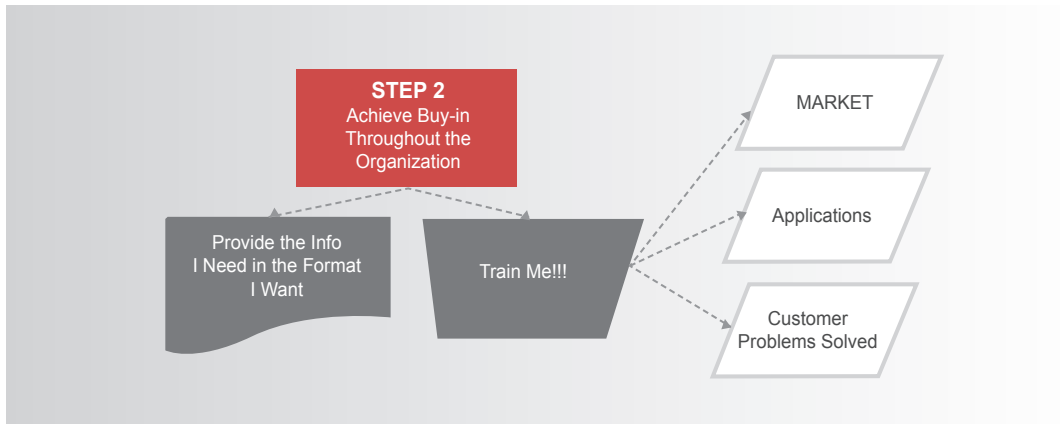 STEP 2
Achieve Buy-in
Throughout the
Organization
Provide the Info
I Need in the Format
I Want
Train Me!!!
MARKET
Applications
Customer
Problems Solved